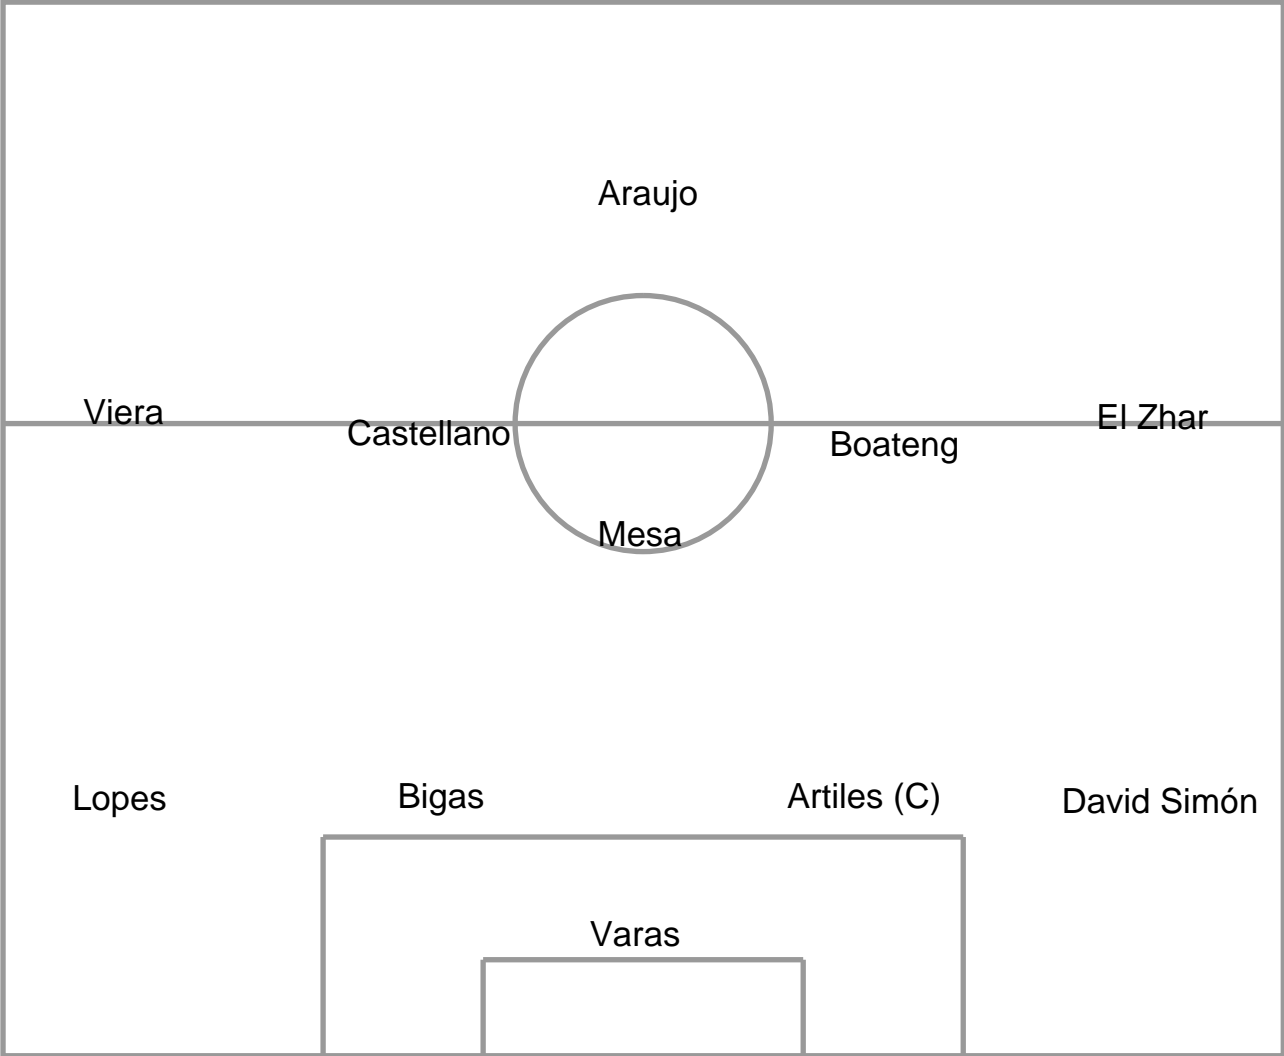 Araujo
Viera
El Zhar
Castellano
Boateng
Mesa
Lopes
Bigas
Artiles (C)
David Simón
Varas